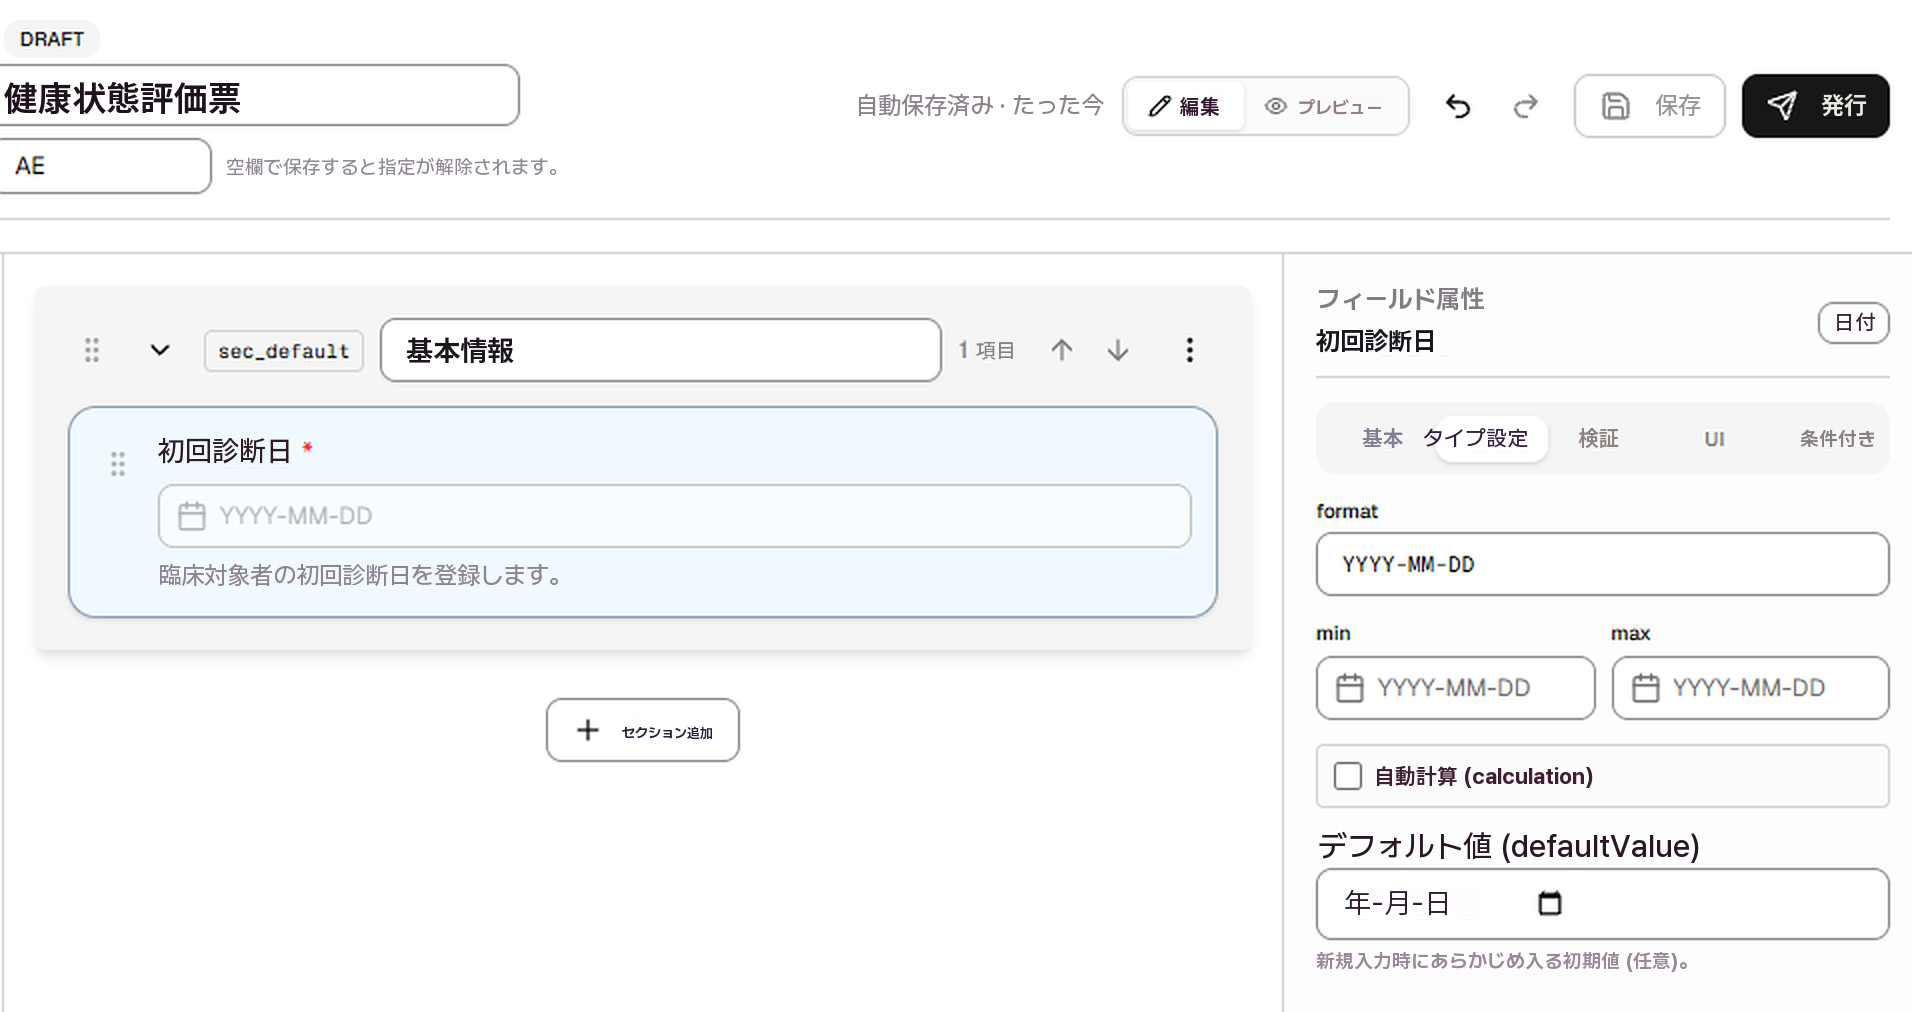 DRAFT
健康状態評価票
自動保存済み · たった今
編集
プレビュー
保存
発行
AE
空欄で保存すると指定が解除されます。
sec_default
基本情報
1 項目
初回診断日 *
YYYY-MM-DD
臨床対象者の初回診断日を登録します。
セクション追加
フィールド属性
初回診断日
日付
基本
タイプ設定
検証
UI
条件付き
format
YYYY-MM-DD
min
max
YYYY-MM-DD
YYYY-MM-DD
自動計算 (calculation)
デフォルト値 (defaultValue)
年-月-日
新規入力時にあらかじめ入る初期値 (任意)。